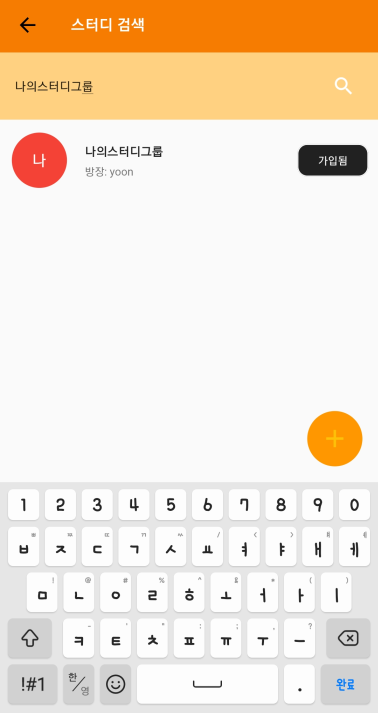 스터디 검색
나의스터디그룹
나
나의스터디그룹
방장: yoon
가입됨
1 2 3 4 5 6 7 8 9 0
ㅂ ㅈ ㄷ ㄱ ㅅ ㅛ ㅕ ㅑ ㅐ ㅔ
ㅁ ㄴ ㅇ ㄹ ㅎ ㅗ ㅓ ㅏ ㅣ
ㅋ ㅌ ㅊ ㅍ ㅠ ㅜ ㅡ
!#1 한/영 . 완료